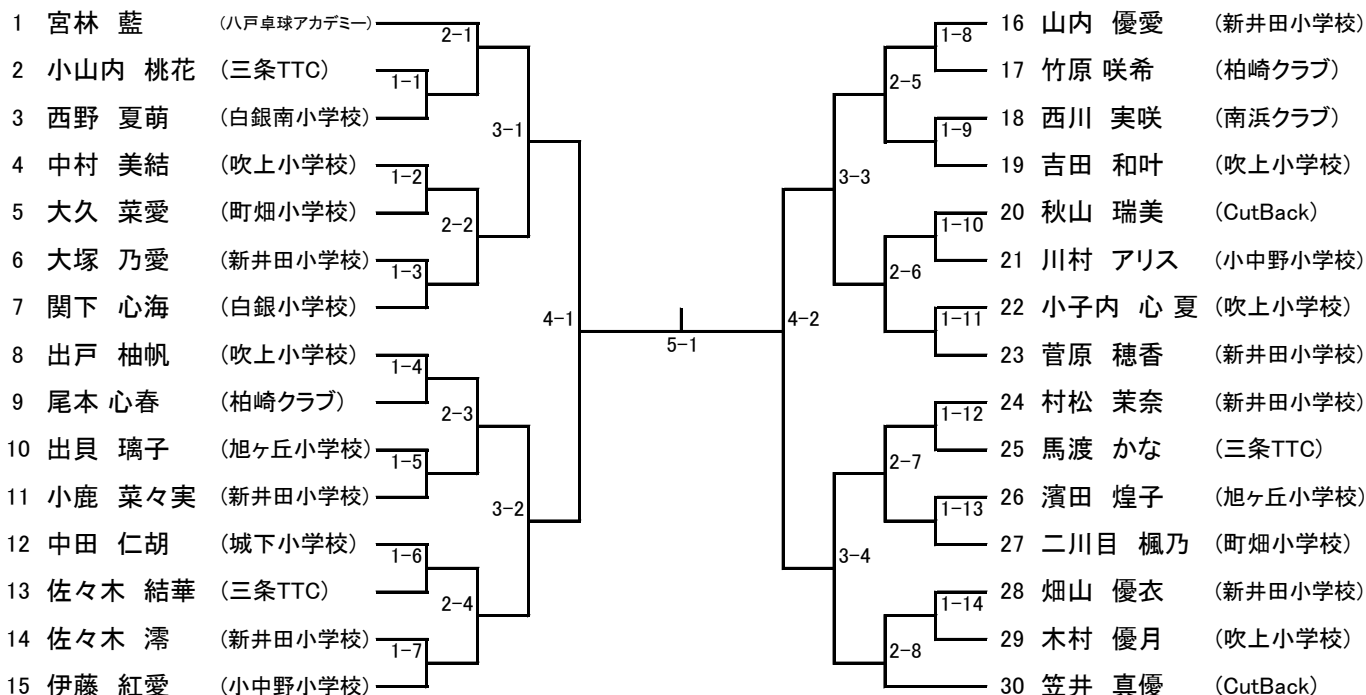 1 宮林 藍 (八戸卓球アカデミー)
2 小山内 桃花 (三条TTC)
3 西野 夏萌 (白銀南小学校)
4 中村 美結 (吹上小学校)
5 大久 菜愛 (町畑小学校)
6 大塚 乃愛 (新井田小学校)
7 関下 心海 (白銀小学校)
8 出戸 柚帆 (吹上小学校)
9 尾本 心春 (柏崎クラブ)
10 出貝 璃子 (旭ヶ丘小学校)
11 小鹿 菜々実 (新井田小学校)
12 中田 仁胡 (城下小学校)
13 佐々木 結華 (三条TTC)
14 佐々木 澪 (新井田小学校)
15 伊藤 紅愛 (小中野小学校)
2-1
1-1
3-1
1-2
2-2
1-3
4-1
1-4
2-3
1-5
3-2
1-6
2-4
1-7
5-1
1-8
2-5
1-9
3-3
1-10
2-6
1-11
4-2
1-12
2-7
1-13
3-4
1-14
2-8
16 山内 優愛 (新井田小学校)
17 竹原 咲希 (柏崎クラブ)
18 西川 実咲 (南浜クラブ)
19 吉田 和叶 (吹上小学校)
20 秋山 瑞美 (CutBack)
21 川村 アリス (小中野小学校)
22 小子内 心 夏 (吹上小学校)
23 菅原 穂香 (新井田小学校)
24 村松 茉奈 (新井田小学校)
25 馬渡 かな (三条TTC)
26 濱田 煌子 (旭ヶ丘小学校)
27 二川目 楓乃 (町畑小学校)
28 畑山 優衣 (新井田小学校)
29 木村 優月 (吹上小学校)
30 笠井 真優 (CutBack)